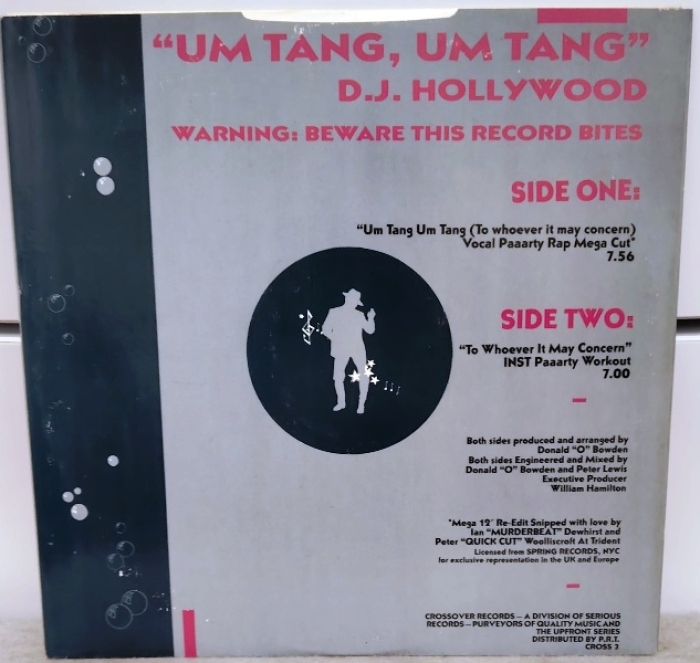 "UM TANG, UM TANG"
D.J. HOLLYWOOD
WARNING: BEWARE THIS RECORD BITES
SIDE ONE:
"Um Tang Um Tang (To whoever it may concern)
Vocal Paaarty Rap Mega Cut"
7.56
SIDE TWO:
"To Whoever It May Concern"
INST Paaarty Workout
7.00
Both sides produced and arranged by
Donald "O" Bowden
Both sides Engineered and Mixed by
Donald "O" Bowden and Peter Lewis
Executive Producer
William Hamilton
"Mega 12" Re-Edit Snipped with love by
Ian "MURDERBEAT" Dewhirst and
Peter "QUICK CUT" Woolliscroft At Trident
Licensed from SPRING RECORDS, NYC
for exclusive representation in the UK and Europe
CROSSOVER RECORDS — A DIVISION OF SERIOUS
RECORDS — PURVEYORS OF QUALITY MUSIC AND
THE UPFRONT SERIES
DISTRIBUTED BY P.R.T.
CROSS 3